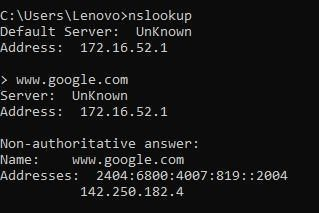 C:\Users\Lenovo>nslookup
Default Server:  UnKnown
Address:  172.16.52.1

> www.google.com
Server:  UnKnown
Address:  172.16.52.1

Non-authoritative answer:
Name:    www.google.com
Addresses:  2404:6800:4007:819::2004
          142.250.182.4